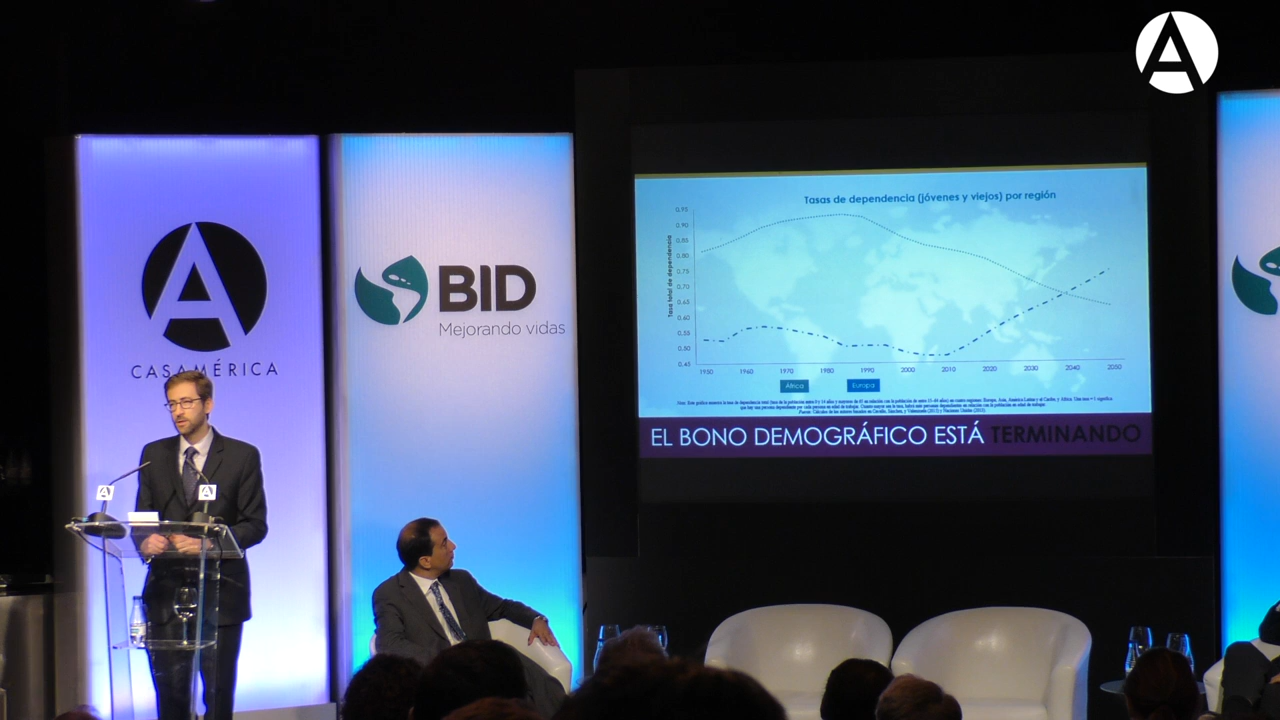 CASAMÉRICA
BID
Mejorando vidas
Tasas de dependencia (jóvenes y viejos) por región
Tasa total de dependencia
0,95
0,90
0,85
0,80
0,75
0,70
0,65
0,60
0,55
0,50
0,45
1950 1960 1970 1980 1990 2000 2010 2020 2030 2040 2050
África Europa
EL BONO DEMOGRÁFICO ESTÁ TERMINANDO